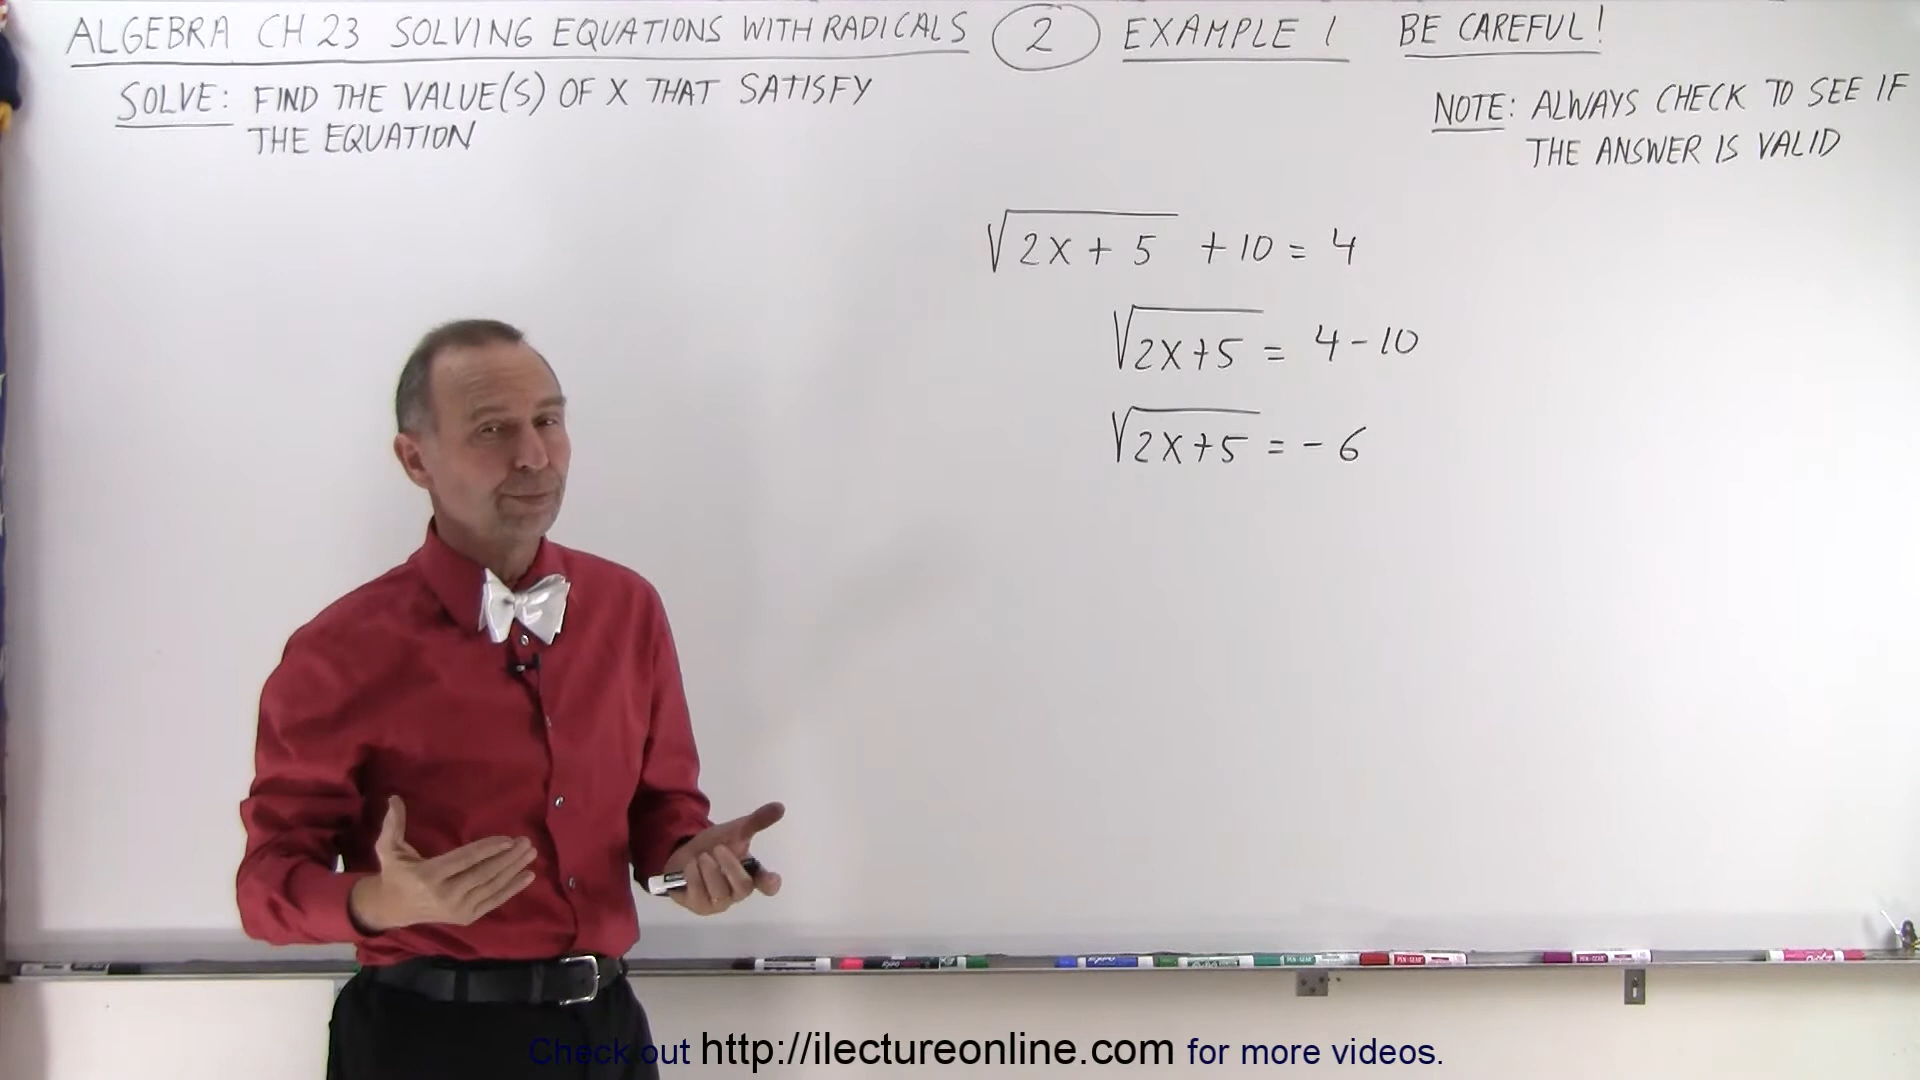 ALGEBRA CH 23 SOLVING EQUATIONS WITH RADICALS 2 EXAMPLE 1 BE CAREFUL!
SOLVE: FIND THE VALUE(S) OF X THAT SATISFY
THE EQUATION
NOTE: ALWAYS CHECK TO SEE IF
THE ANSWER IS VALID
√2X + 5 + 10 = 4
√2X+5 = 4 - 10
√2X+5 = - 6
Check out http://ilectureonline.com for more videos.